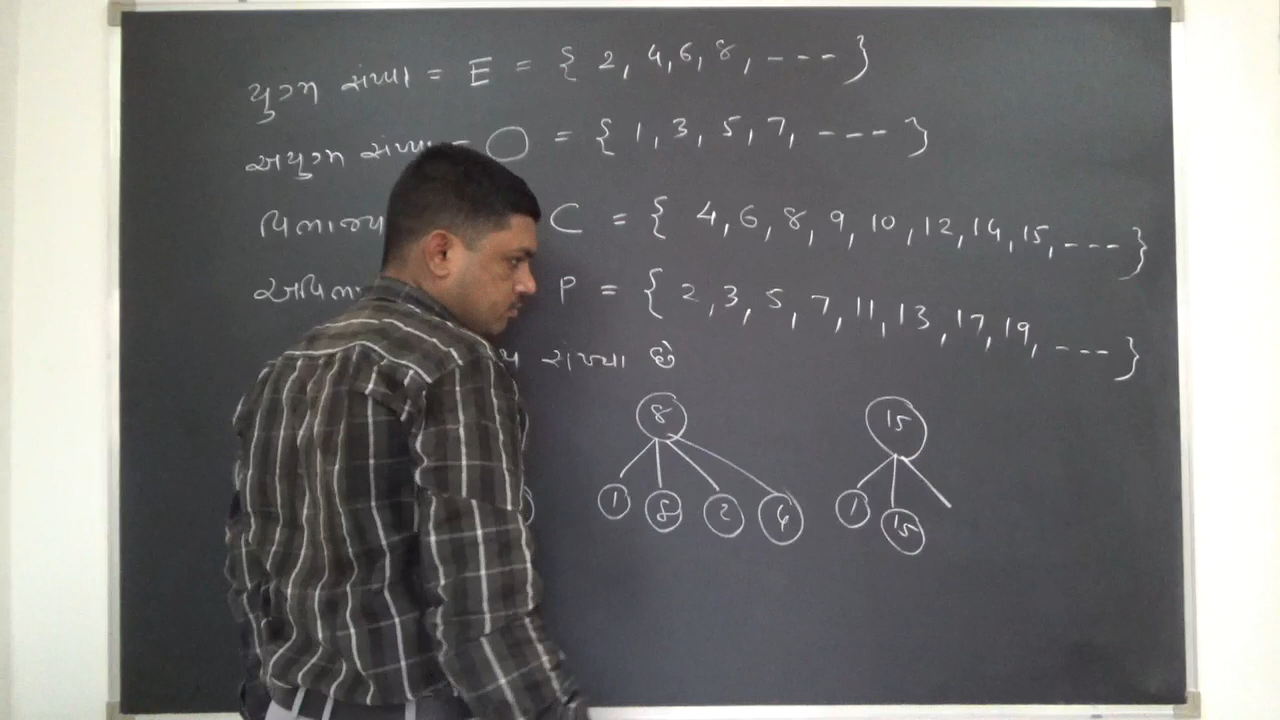 યુગ્મ સંખ્યા = E = { 2, 4, 6, 8, ---- }
અયુગ્મ સંખ્યા = O = { 1, 3, 5, 7, ---- }
વિભાજ્ય C = { 4, 6, 8, 9, 10, 12, 14, 15, ---- }
P = { 2, 3, 5, 7, 11, 13, 17, 19, ---- }
સંખ્યા છે
8 15
1 8 2 4 1 15